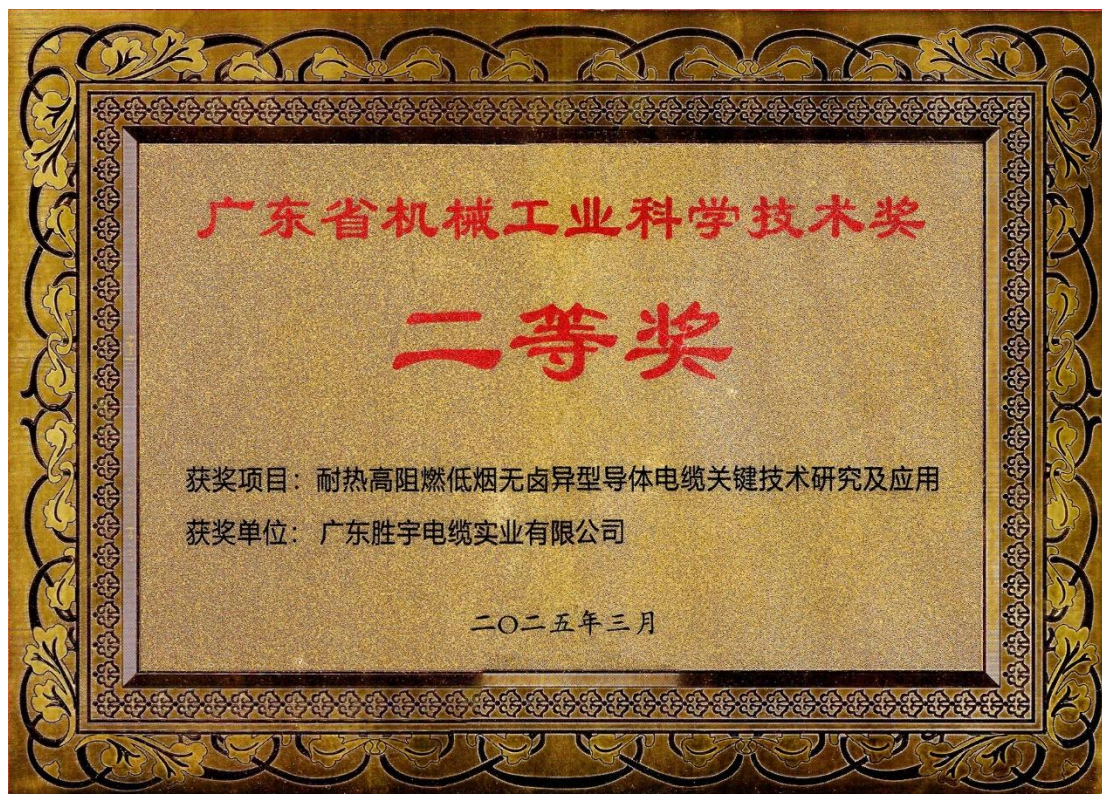 广东省机械工业科学技术奖
二等奖
获奖项目：耐热高阻燃低烟无卤异型导体电缆关键技术研究及应用
获奖单位：广东胜宇电缆实业有限公司
二〇二五年三月